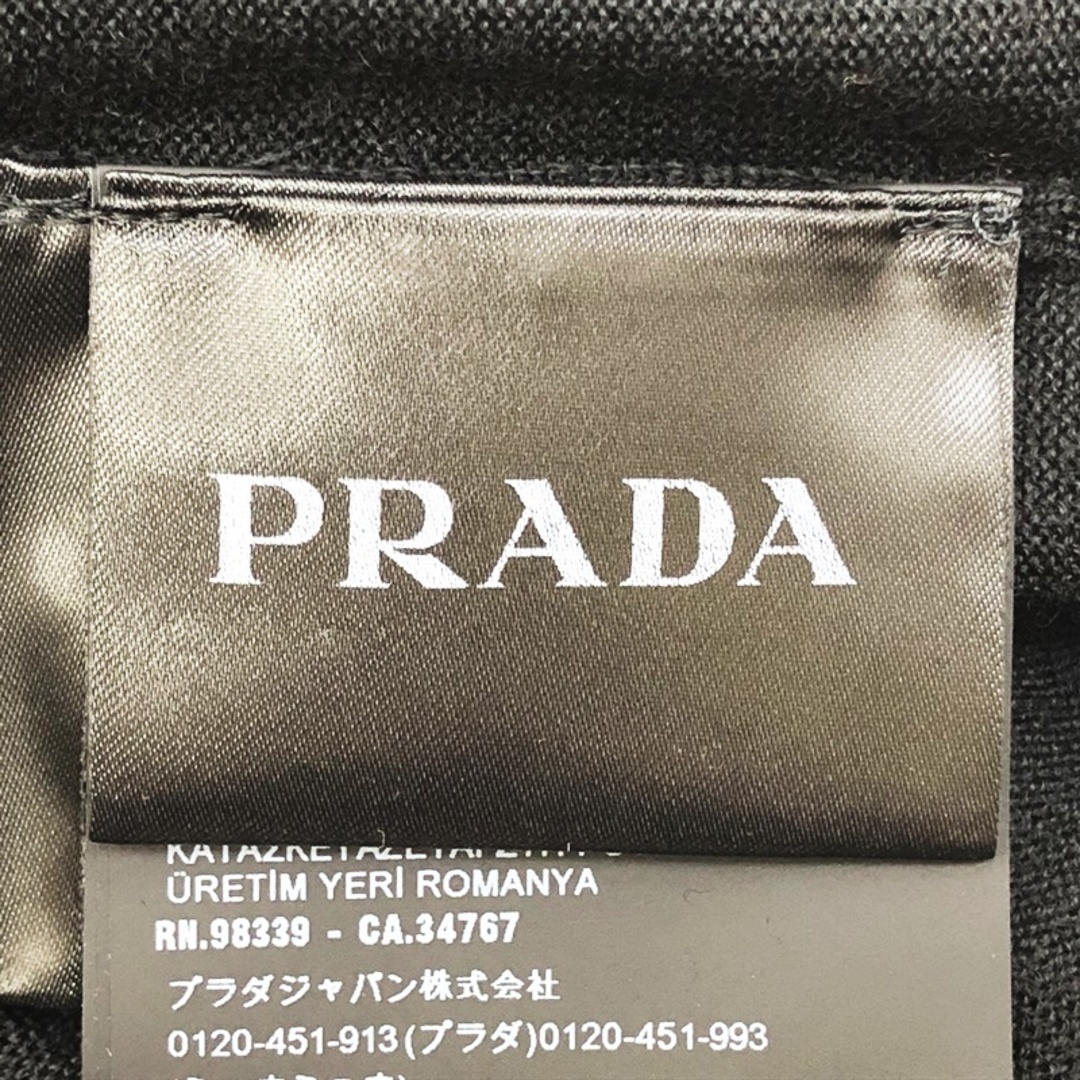 PRADA
ÜRETİM YERİ ROMANYA
RN.98339 - CA.34767
プラダジャパン株式会社
0120-451-913(プラダ)0120-451-993